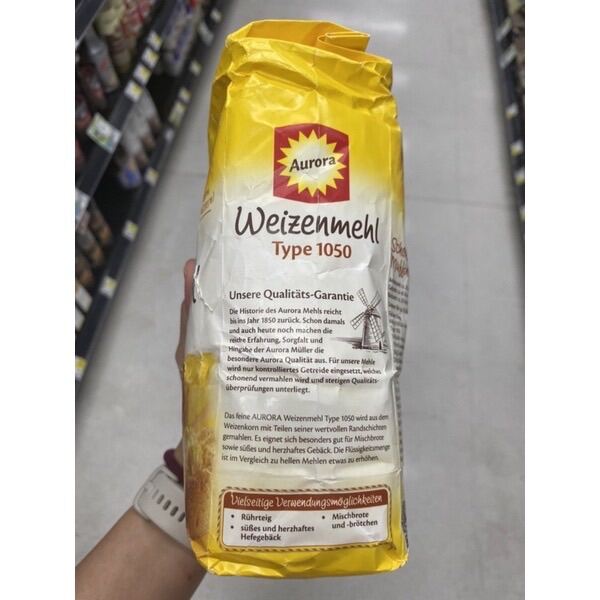 Aurora
Weizenmehl
Type 1050
Unsere Qualitäts-Garantie
Die Historie des Aurora Mehls reicht
bis ins Jahr 1850 zurück. Schon damals
und auch heute noch machen die
reiche Erfahrung, Sorgfalt und
Hingabe der Aurora Müller die
besondere Aurora Qualität aus. Für unsere Mehle
wird nur kontrolliertes Getreide eingesetzt, welches
schonend vermahlen wird und stetigen Qualitäts-
überprüfungen unterliegt.
Das feine AURORA Weizenmehl Type 1050 wird aus dem
Weizenkorn mit Teilen seiner wertvollen Randschichten
gemahlen. Es eignet sich besonders gut für Mischbrote
sowie süßes und herzhaftes Gebäck. Die Flüssigkeitsmenge
ist im Vergleich zu hellen Mehlen etwas zu erhöhen.
Vielseitige Verwendungsmöglichkeiten
• Rührteig
• süßes und herzhaftes
Hefegebäck
• Mischbrote
und -brötchen